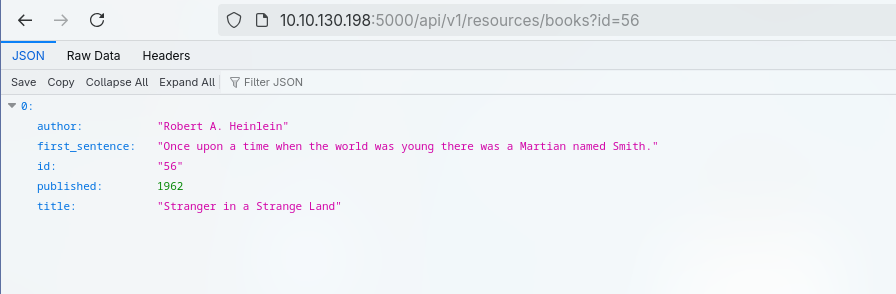 10.10.130.198:5000/api/v1/resources/books?id=56
JSON Raw Data Headers
Save Copy Collapse All Expand All Filter JSON
0:
author: "Robert A. Heinlein"
first_sentence: "Once upon a time when the world was young there was a Martian named Smith."
id: "56"
published: 1962
title: "Stranger in a Strange Land"